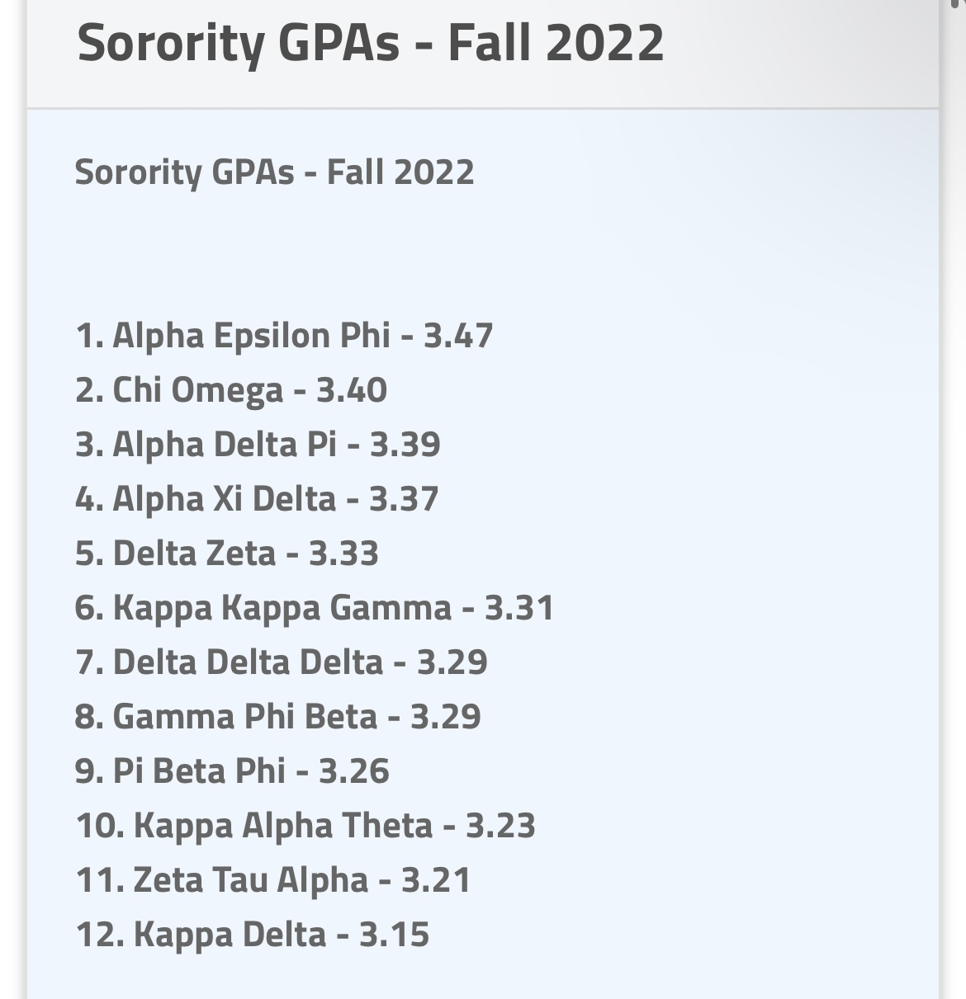 Sorority GPAs - Fall 2022
Sorority GPAs - Fall 2022
1. Alpha Epsilon Phi - 3.47
2. Chi Omega - 3.40
3. Alpha Delta Pi - 3.39
4. Alpha Xi Delta - 3.37
5. Delta Zeta - 3.33
6. Kappa Kappa Gamma - 3.31
7. Delta Delta Delta - 3.29
8. Gamma Phi Beta - 3.29
9. Pi Beta Phi - 3.26
10. Kappa Alpha Theta - 3.23
11. Zeta Tau Alpha - 3.21
12. Kappa Delta - 3.15